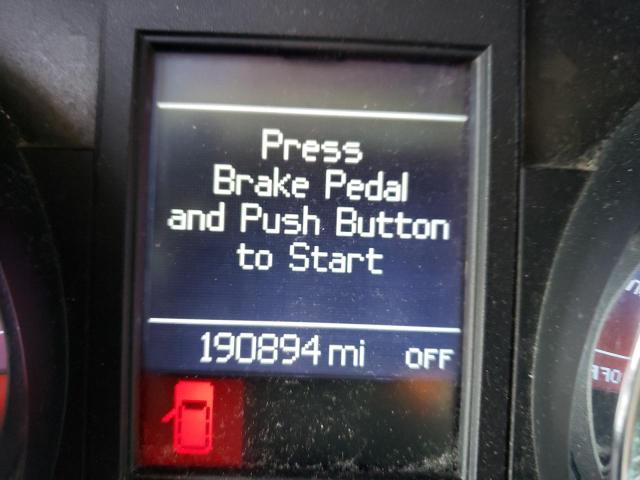 Press
Brake Pedal
and Push Button
to Start
190894 mi OFF